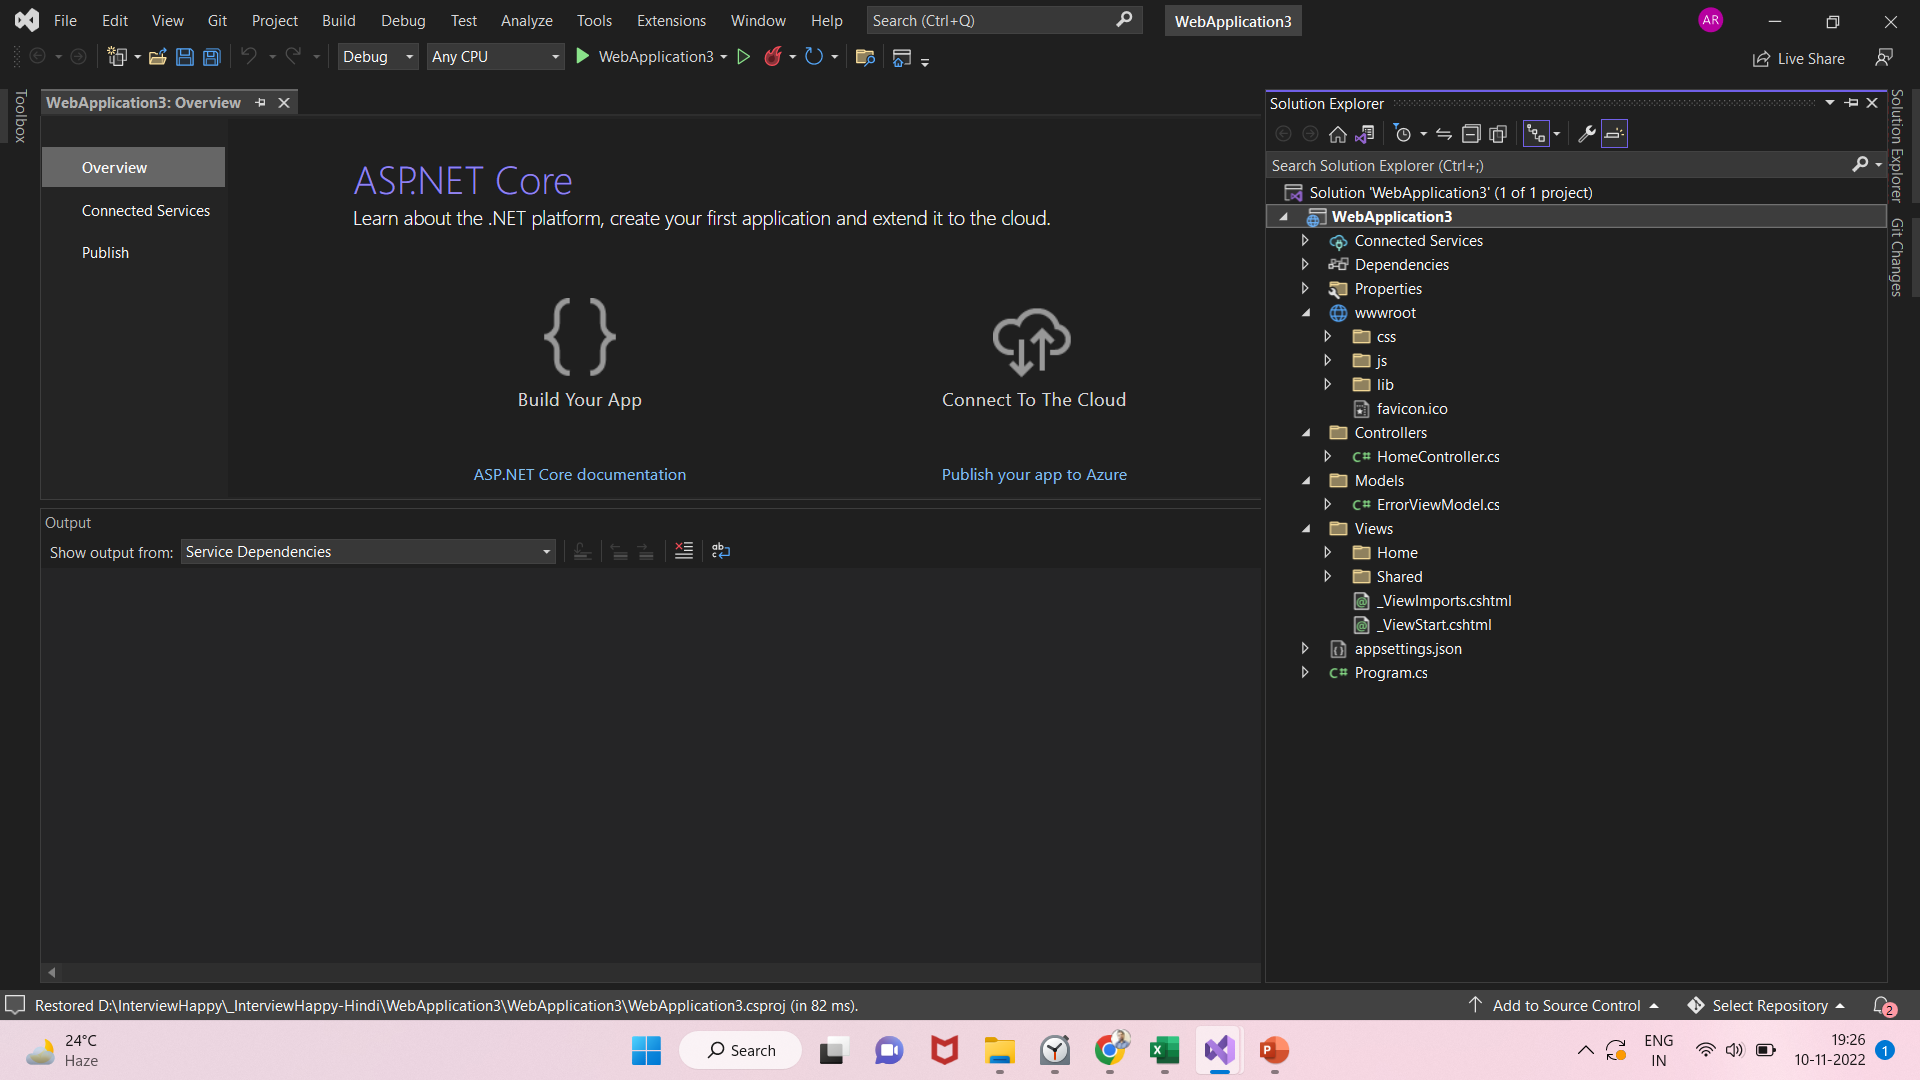 File Edit View Git Project Build Debug Test Analyze Tools Extensions Window Help Search (Ctrl+Q) WebApplication3 AR
Debug Any CPU WebApplication3 Live Share
Toolbox
WebApplication3: Overview
Overview
Connected Services
Publish
ASP.NET Core
Learn about the .NET platform, create your first application and extend it to the cloud.
Build Your App
Connect To The Cloud
ASP.NET Core documentation
Publish your app to Azure
Output
Show output from: Service Dependencies
Solution Explorer
Search Solution Explorer (Ctrl+;)
Solution 'WebApplication3' (1 of 1 project)
WebApplication3
Connected Services
Dependencies
Properties
wwwroot
css
js
lib
favicon.ico
Controllers
C# HomeController.cs
Models
C# ErrorViewModel.cs
Views
Home
Shared
_ViewImports.cshtml
_ViewStart.cshtml
appsettings.json
C# Program.cs
Solution Explorer
Git Changes
Restored D:\InterviewHappy\_InterviewHappy-Hindi\WebApplication3\WebApplication3\WebApplication3.csproj (in 82 ms).
Add to Source Control Select Repository 2
24°C
Haze
Search
ENG
IN
19:26
10-11-2022
1